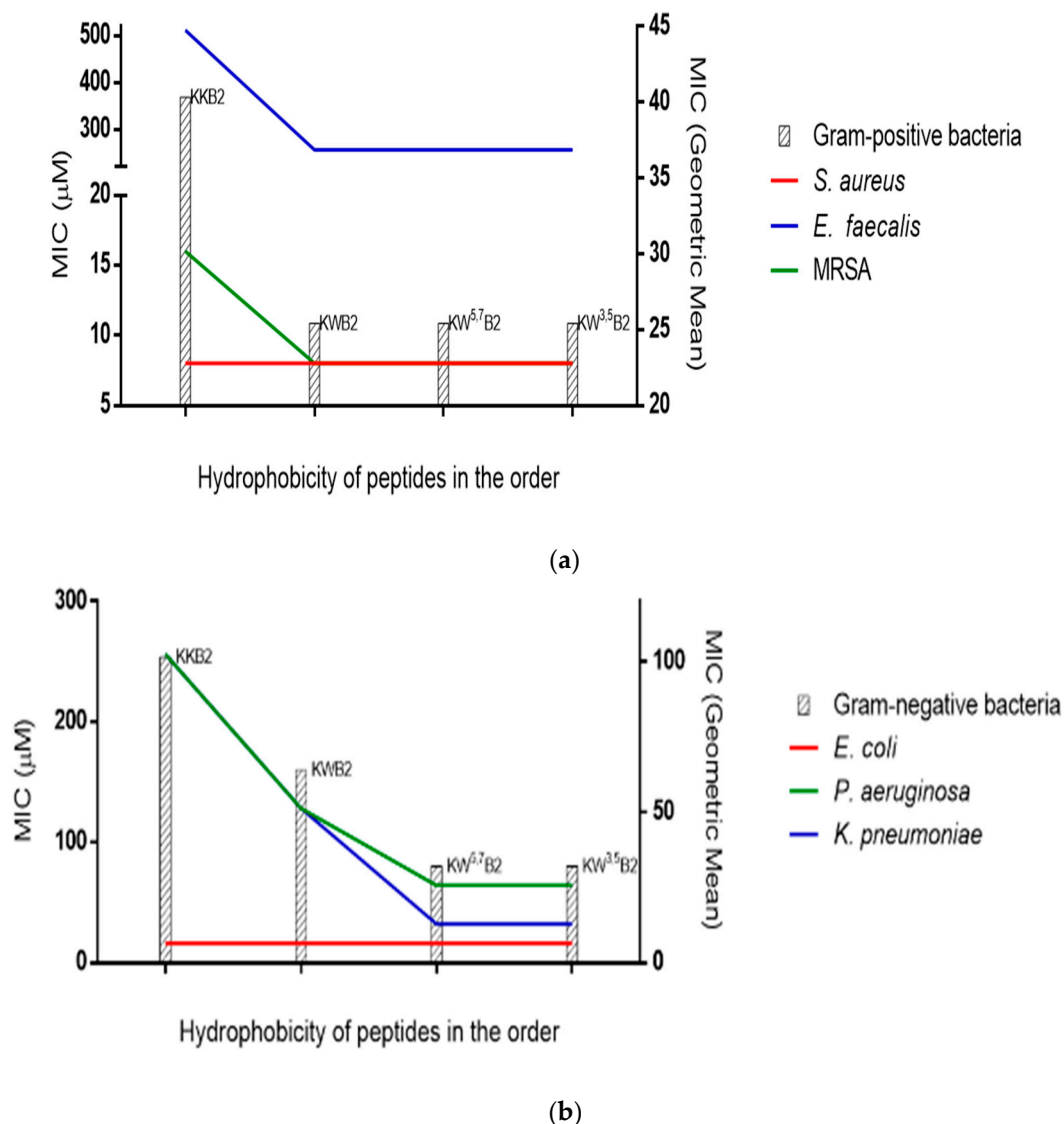 500
400
300
20
15
10
5
MIC (μM)
45
40
35
30
25
20
MIC (Geometric Mean)
KKB2
KWB2
KW5,7B2
KW3,5B2
Gram-positive bacteria
S. aureus
E. faecalis
MRSA
Hydrophobicity of peptides in the order
(a)
300
200
100
0
MIC (μM)
100
50
0
MIC (Geometric Mean)
KKB2
KWB2
KW5,7B2
KW3,5B2
Gram-negative bacteria
E. coli
P. aeruginosa
K. pneumoniae
Hydrophobicity of peptides in the order
(b)